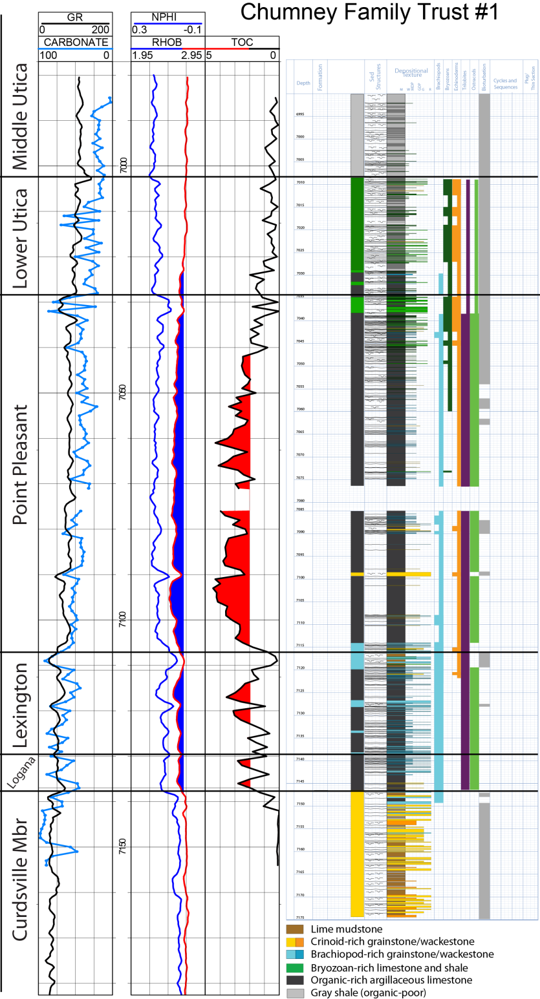 Chumney Family Trust #1
GR
0 200
CARBONATE
100 0
NPHI
0.3 -0.1
RHOB
1.95 2.95
TOC
5 0
Depth
Formation
Sed
Structures
Depositional
Texture
Brachiopods
Bryozoans
Echinoderms
Trilobites
Ostracods
Bioturbation
Cycles and
Sequences
Plug/
Thin Section
Middle Utica
Lower Utica
Point Pleasant
Lexington
Logana
Curdsville Mbr
7000
7050
7100
7150
6995
7000
7005
7010
7015
7020
7025
7030
7035
7040
7045
7050
7055
7060
7065
7070
7075
7080
7085
7090
7095
7100
7105
7110
7115
7120
7125
7130
7135
7140
7145
7150
7155
7160
7165
7170
7175
Lime mudstone
Crinoid-rich grainstone/wackestone
Brachiopod-rich grainstone/wackestone
Bryozoan-rich limestone and shale
Organic-rich argillaceous limestone
Gray shale (organic-poor)